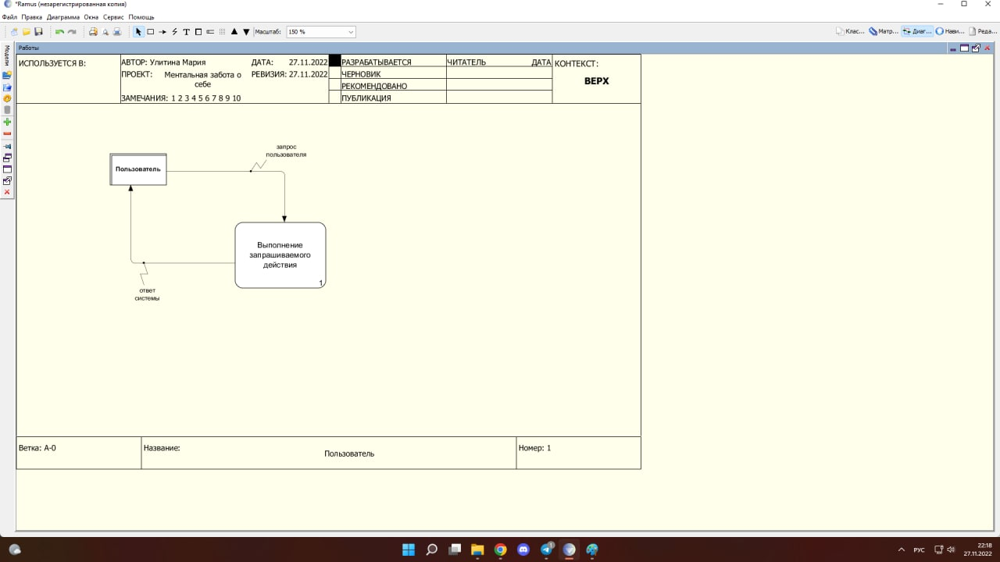 *Ramus (незарегистрированная копия)
Файл Правка Диаграмма Окна Сервис Помощь
Масштаб: 150 % Клас... Матр... Диаг... Нави... Реда...
Модели
Работы
ИСПОЛЬЗУЕТСЯ В:
АВТОР: Улитина Мария
ДАТА: 27.11.2022
ПРОЕКТ: Ментальная забота о
себе
РЕВИЗИЯ: 27.11.2022
ЗАМЕЧАНИЯ: 1 2 3 4 5 6 7 8 9 10
РАЗРАБАТЫВАЕТСЯ
ЧЕРНОВИК
РЕКОМЕНДОВАНО
ПУБЛИКАЦИЯ
ЧИТАТЕЛЬ ДАТА
КОНТЕКСТ:
ВЕРХ
запрос
пользователя
Пользователь
Выполнение
запрашиваемого
действия
1
ответ
системы
Ветка: A-0
Название:
Пользователь
Номер: 1
1
РУС
22:18
27.11.2022